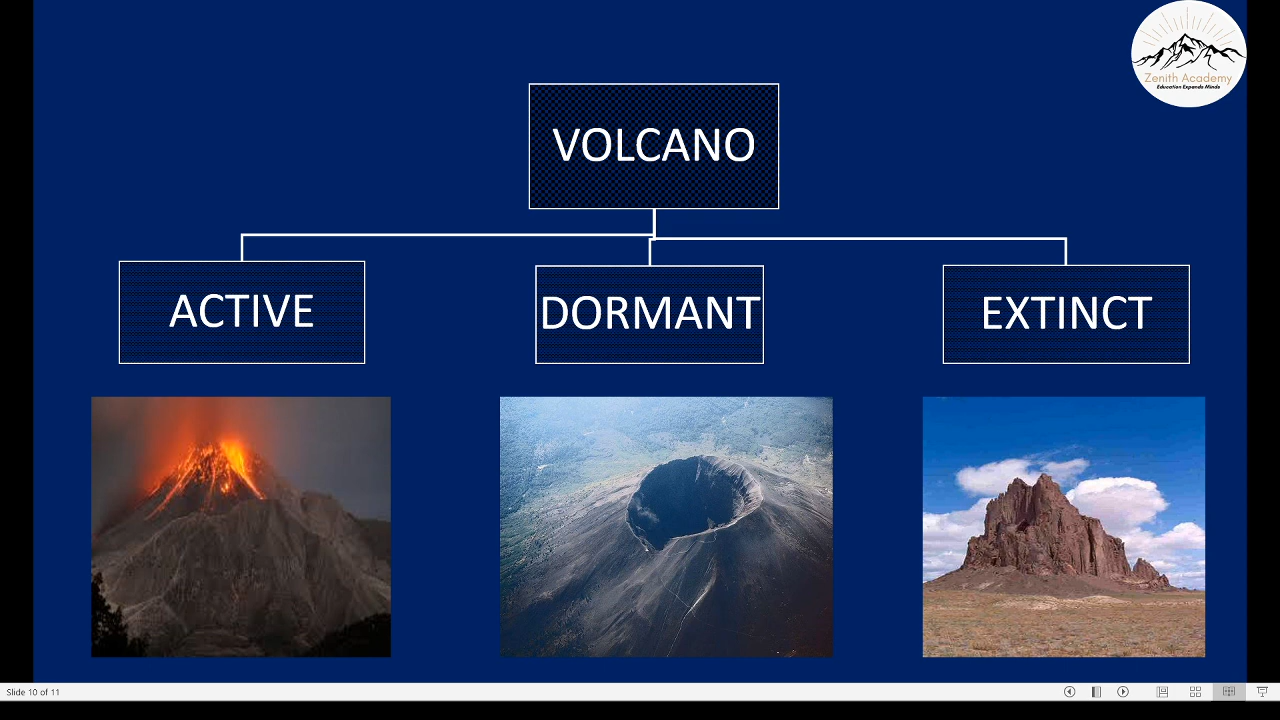 Zenith Academy
Education Expands Minds
VOLCANO
ACTIVE
DORMANT
EXTINCT
Slide 10 of 11